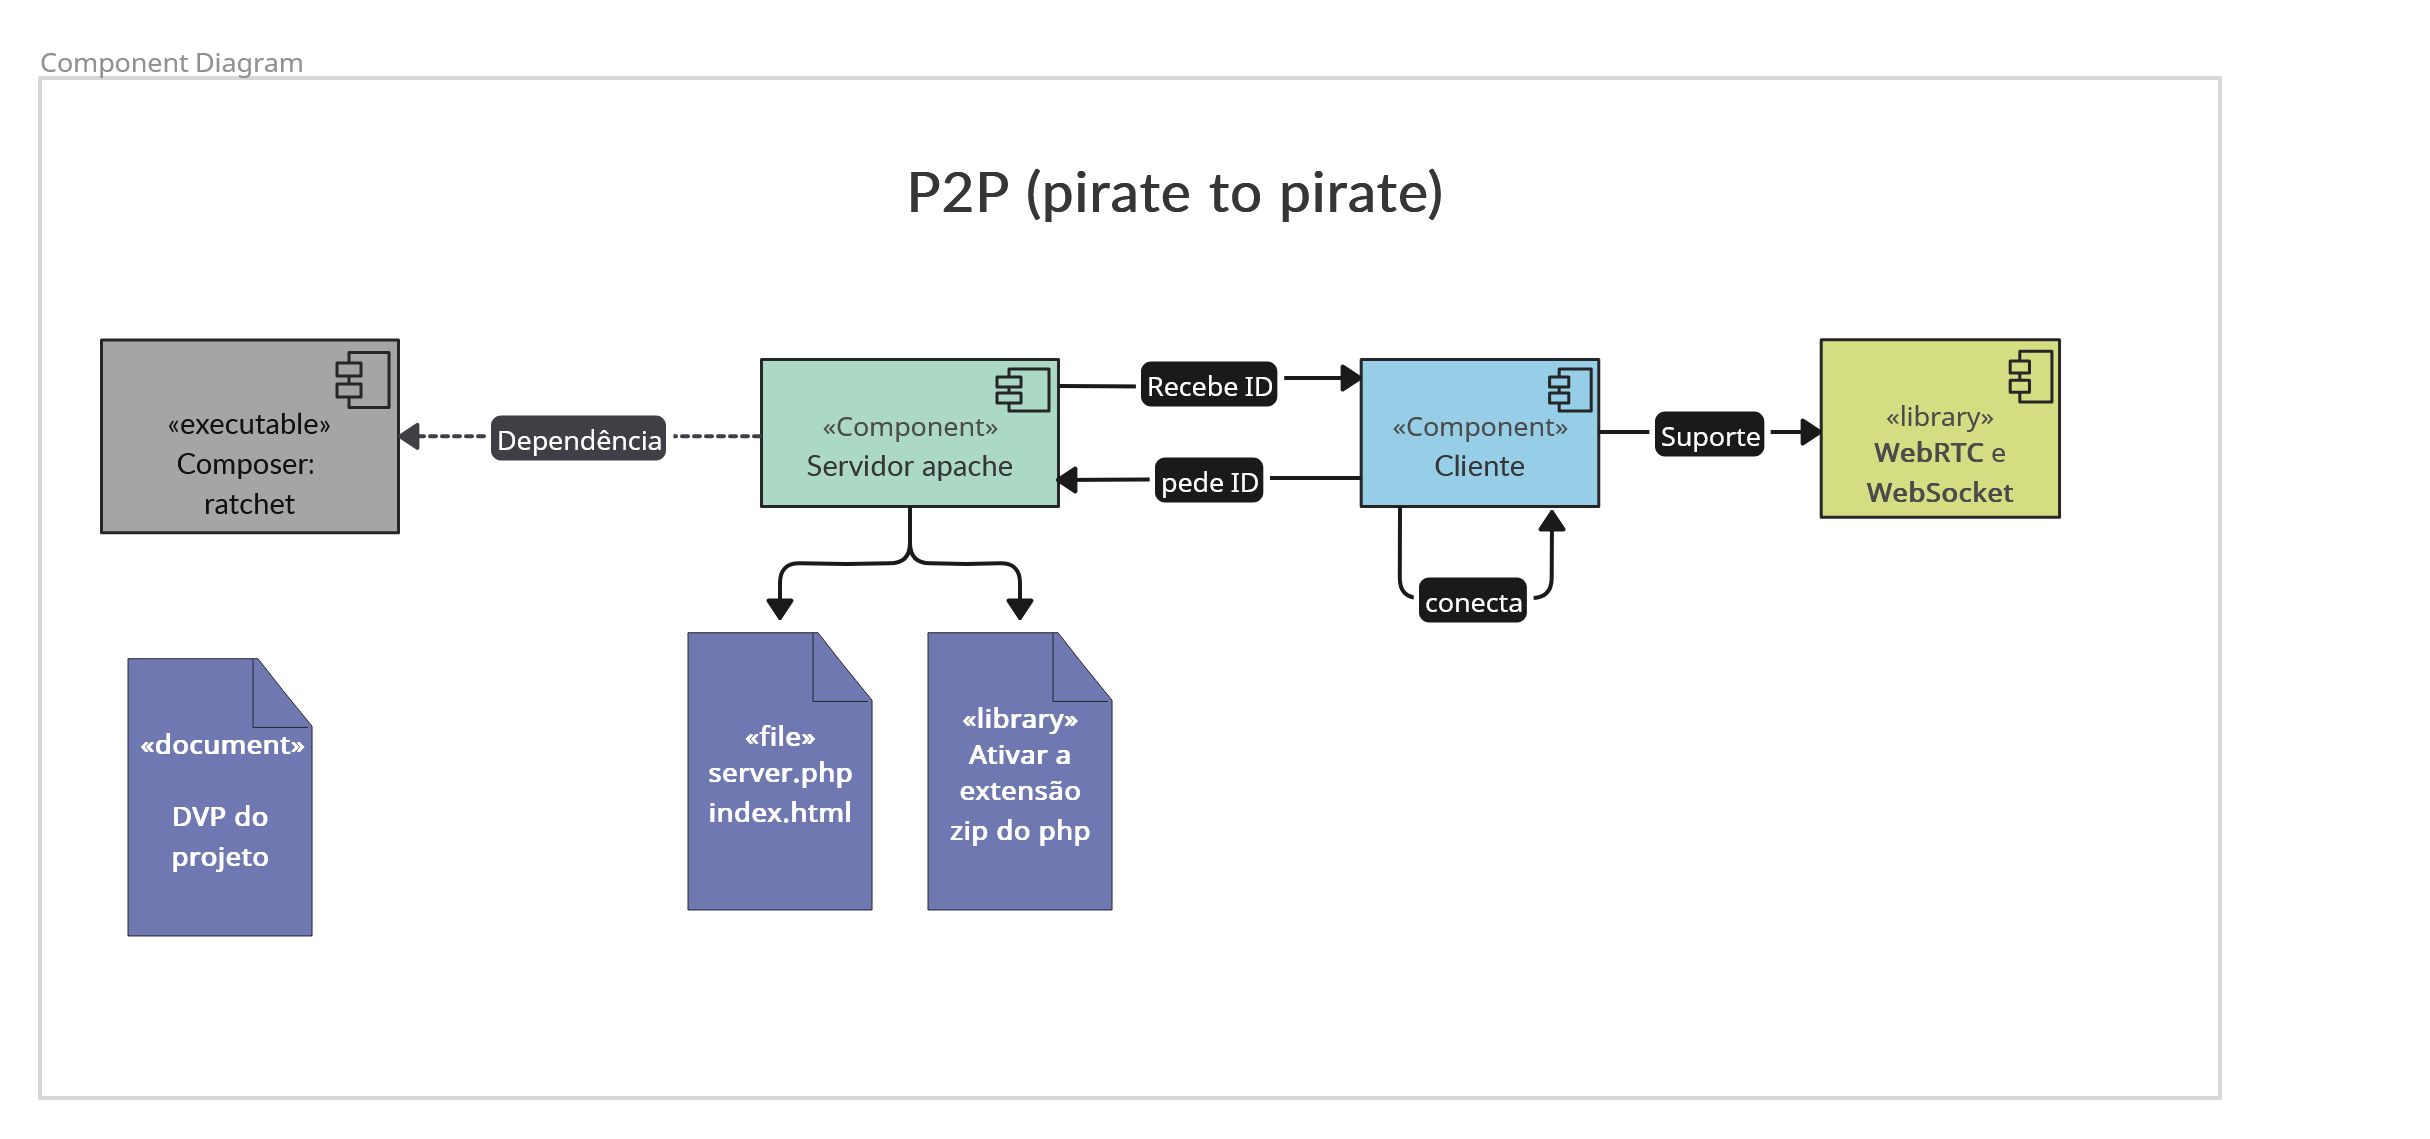 Component Diagram
P2P (pirate to pirate)
«executable»
Composer:
ratchet
Dependência
«Component»
Servidor apache
Recebe ID
pede ID
«Component»
Cliente
conecta
Suporte
«library»
WebRTC e
WebSocket
«document»
DVP do
projeto
«file»
server.php
index.html
«library»
Ativar a
extensão
zip do php